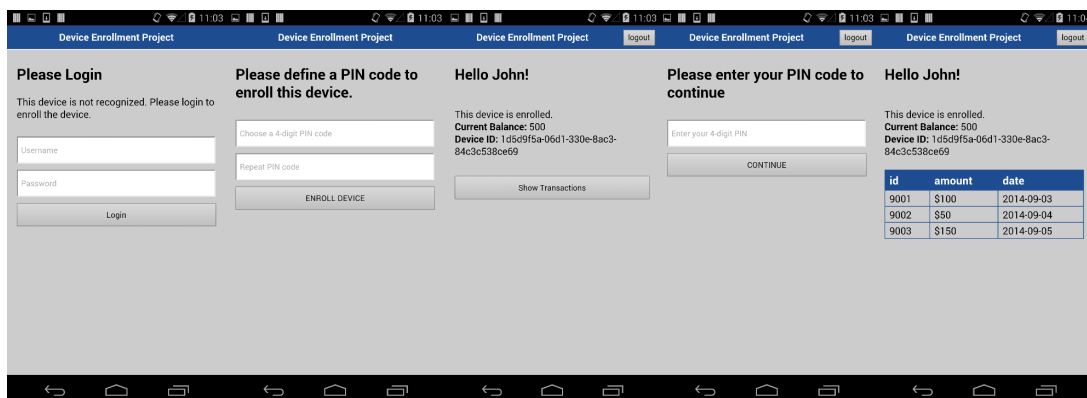 11:03
Device Enrollment Project
Please Login
This device is not recognized. Please login to
enroll the device.
Username
Password
Login
11:03
Device Enrollment Project
Please define a PIN code to
enroll this device.
Choose a 4-digit PIN code
Repeat PIN code
ENROLL DEVICE
11:03
Device Enrollment Project
logout
Hello John!
This device is enrolled.
Current Balance: 500
Device ID: 1d5d9f5a-06d1-330e-8ac3-
84c3c538ce69
Show Transactions
11:03
Device Enrollment Project
logout
Please enter your PIN code to
continue
Enter your 4-digit PIN
CONTINUE
11:04
Device Enrollment Project
logout
Hello John!
This device is enrolled.
Current Balance: 500
Device ID: 1d5d9f5a-06d1-330e-8ac3-
84c3c538ce69
id amount date
9001 $100 2014-09-03
9002 $50 2014-09-04
9003 $150 2014-09-05